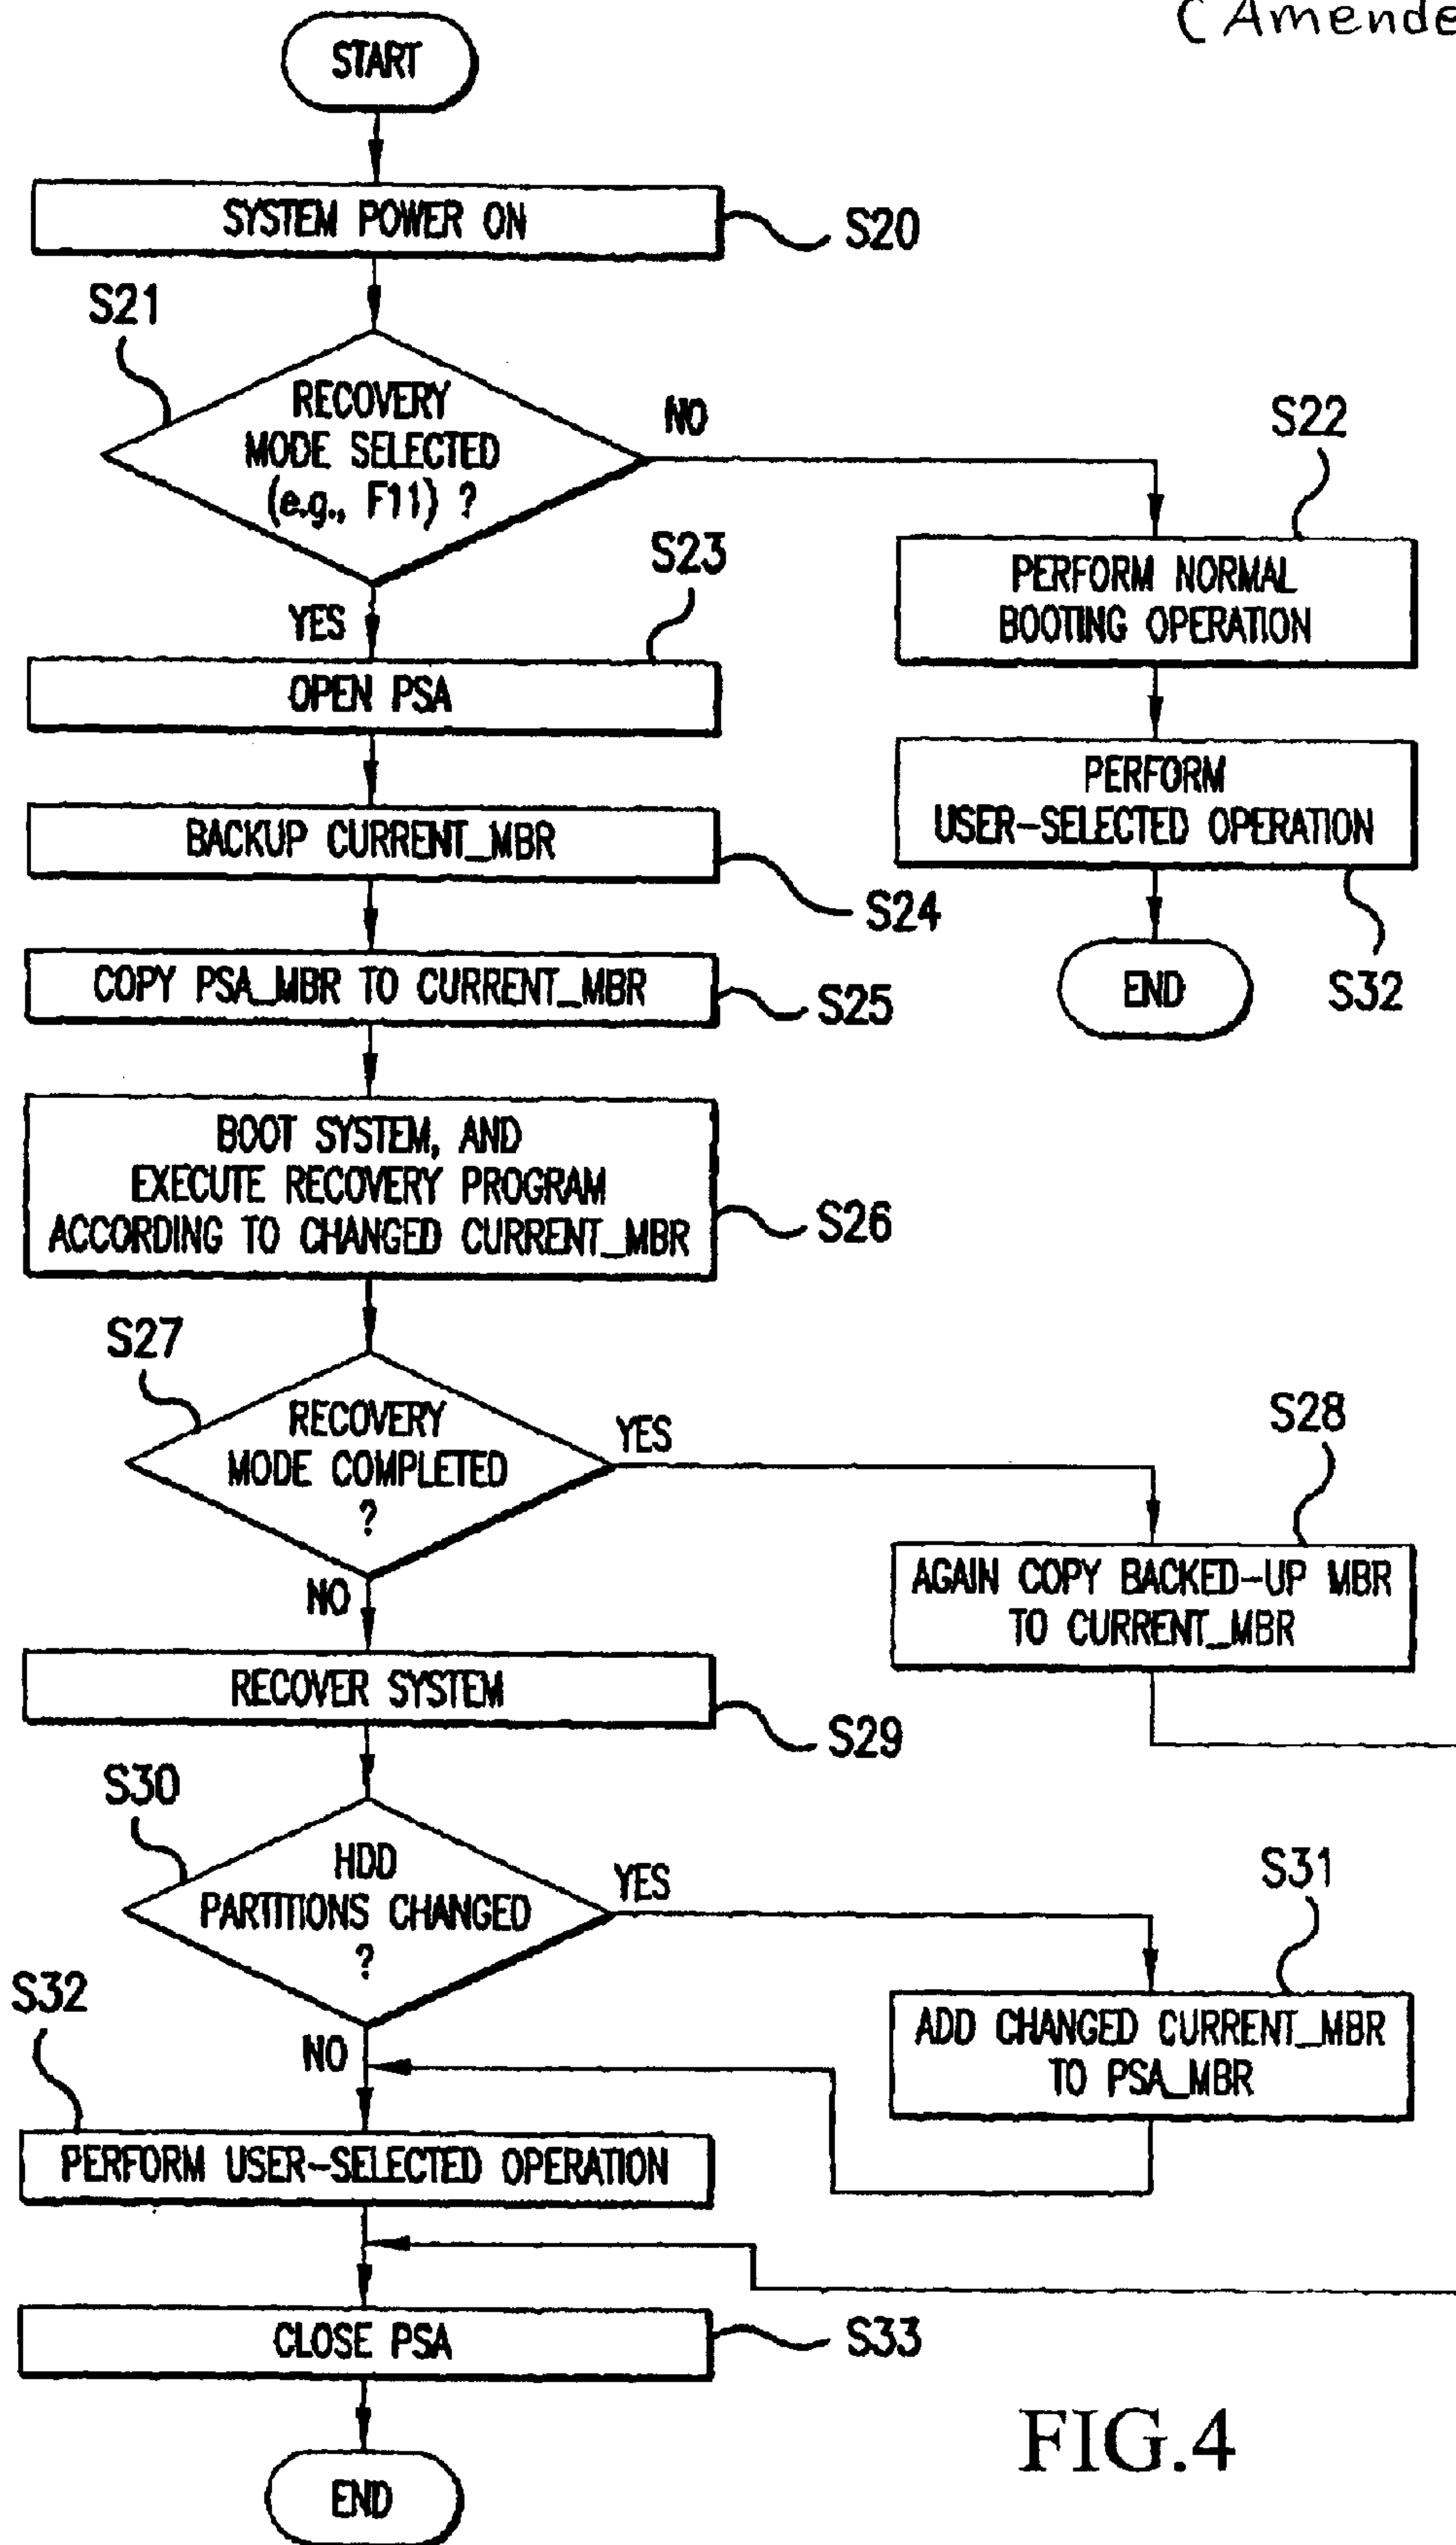 (Amende
START
SYSTEM POWER ON
S20
S21
RECOVERY
MODE SELECTED
(e.g., F11) ?
NO
YES
S22
PERFORM NORMAL
BOOTING OPERATION
S23
OPEN PSA
PERFORM
USER-SELECTED OPERATION
S32
END
BACKUP CURRENT_MBR
S24
COPY PSA_MBR TO CURRENT_MBR
S25
BOOT SYSTEM, AND
EXECUTE RECOVERY PROGRAM
ACCORDING TO CHANGED CURRENT_MBR
S26
S27
RECOVERY
MODE COMPLETED
?
YES
NO
S28
AGAIN COPY BACKED-UP MBR
TO CURRENT_MBR
RECOVER SYSTEM
S29
S30
HDD
PARTITIONS CHANGED
?
YES
NO
S31
ADD CHANGED CURRENT_MBR
TO PSA_MBR
S32
PERFORM USER-SELECTED OPERATION
CLOSE PSA
S33
END
FIG.4